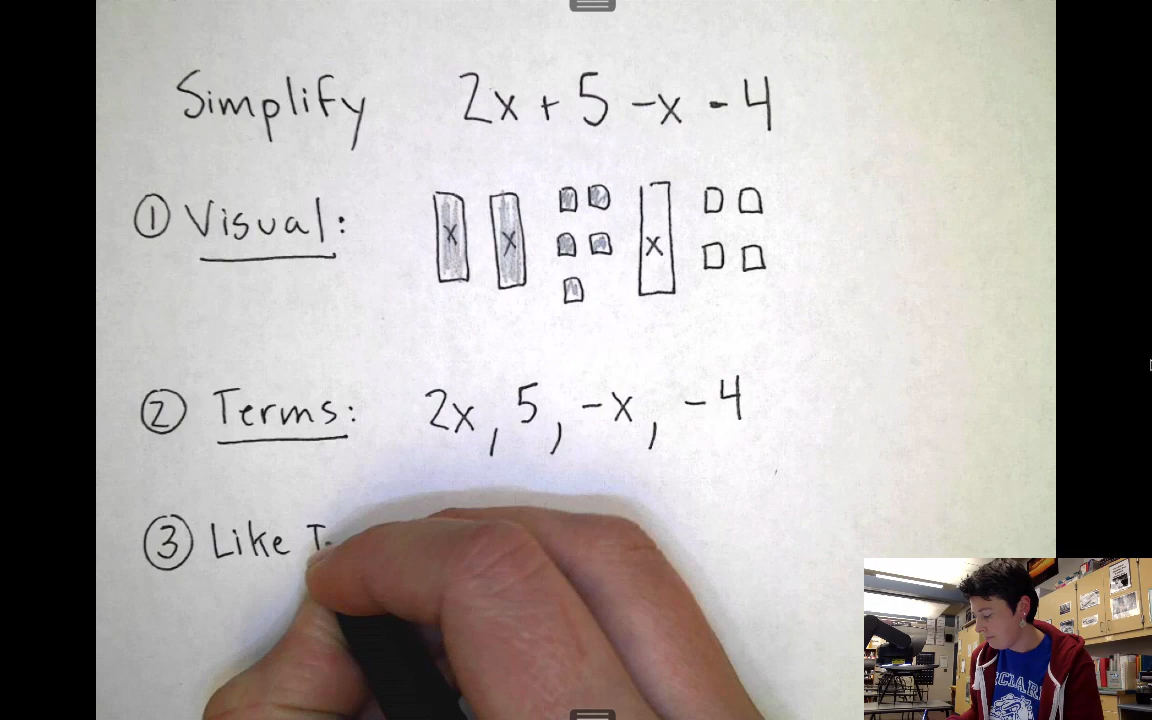 Simplify 2x + 5 - x - 4
① Visual:
x x x
② Terms: 2x, 5, -x, -4
③ Like